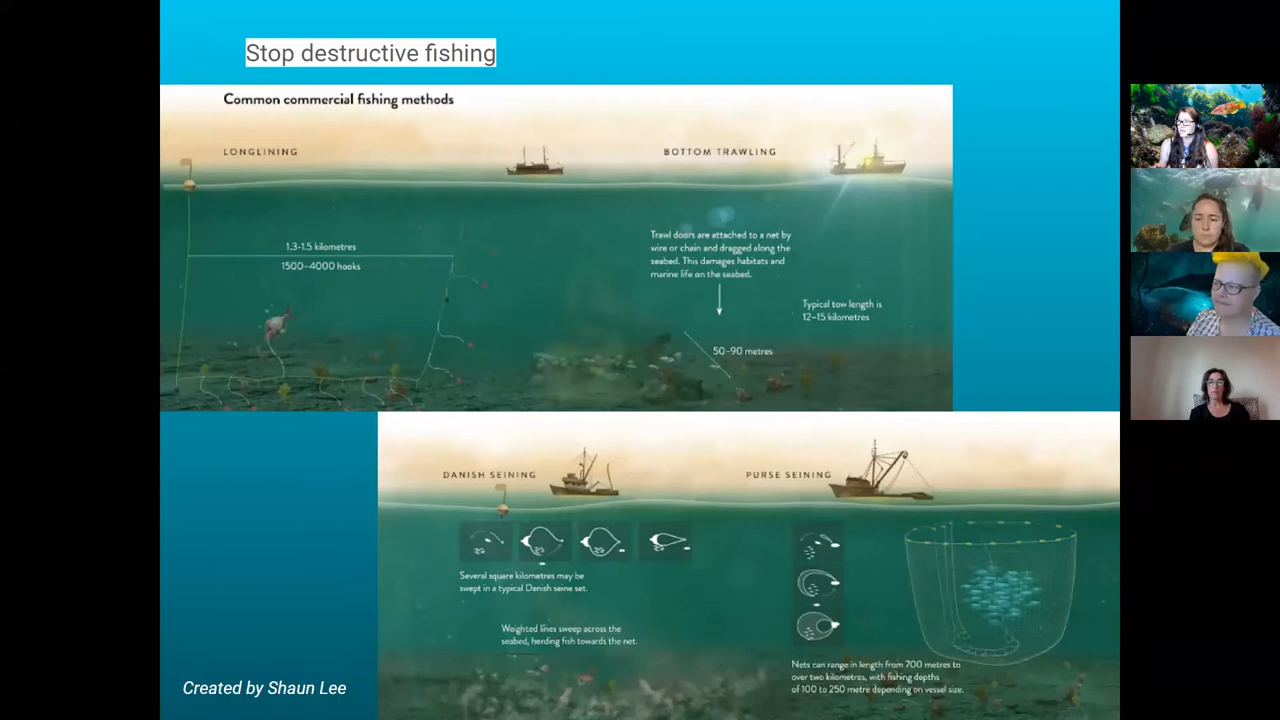 Stop destructive fishing
Common commercial fishing methods
LONGLINING
BOTTOM TRAWLING
1.3-1.5 kilometres
1500–4000 hooks
Trawl doors are attached to a net by
wire or chain and dragged along the
seabed. This damages habitats and
marine life on the seabed.
Typical tow length is
12–15 kilometres
50–90 metres
DANISH SEINING
PURSE SEINING
Several square kilometres may be
swept in a typical Danish seine set.
Weighted lines sweep across the
seabed, herding fish towards the net.
Nets can range in length from 700 metres to
over two kilometres, with fishing depths
of 100 to 250 metre depending on vessel size.
Created by Shaun Lee